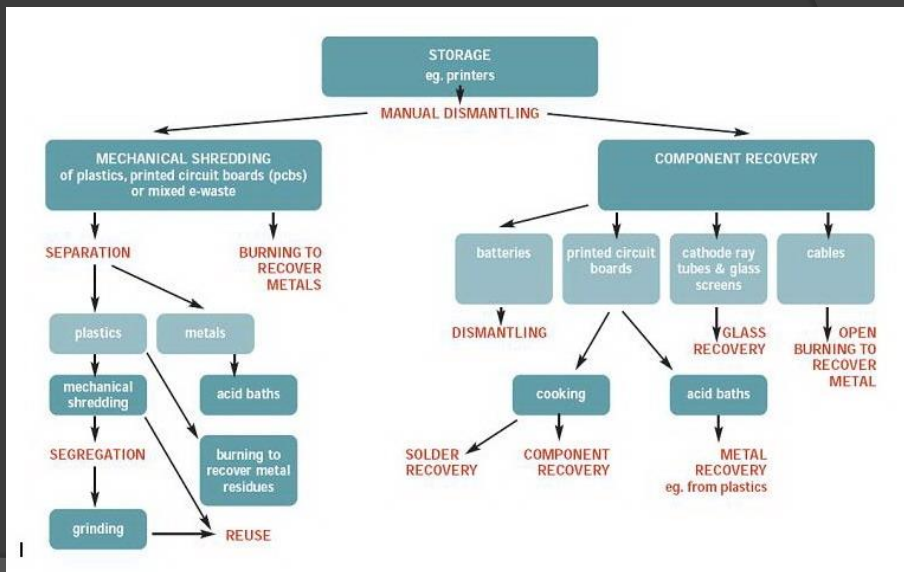 STORAGE
eg. printers
MANUAL DISMANTLING
MECHANICAL SHREDDING
of plastics, printed circuit boards (pcbs)
or mixed e-waste
COMPONENT RECOVERY
SEPARATION
BURNING TO
RECOVER
METALS
batteries
printed circuit
boards
cathode ray
tubes & glass
screens
cables
plastics
metals
DISMANTLING
GLASS
RECOVERY
OPEN
BURNING TO
RECOVER
METAL
mechanical
shredding
acid baths
cooking
acid baths
SEGREGATION
burning to
recover metal
residues
SOLDER
RECOVERY
COMPONENT
RECOVERY
METAL
RECOVERY
eg. from plastics
grinding
REUSE